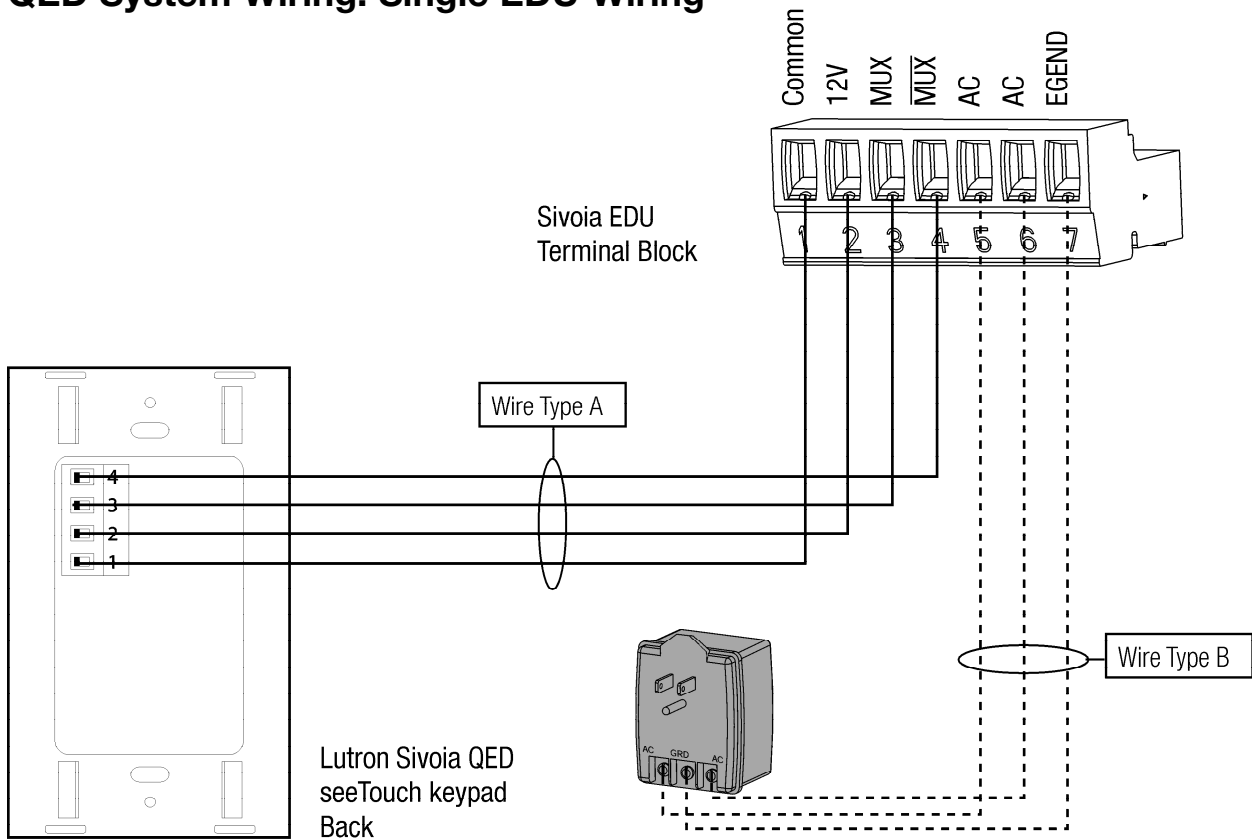 QED System Wiring: Single EDU Wiring
Common
12V
MUX
MUX
AC
AC
EGEND
Sivoia EDU
Terminal Block
1 2 3 4 5 6 7
Wire Type A
4
3
2
1
Wire Type B
AC GRD AC
Lutron Sivoia QED
seeTouch keypad
Back